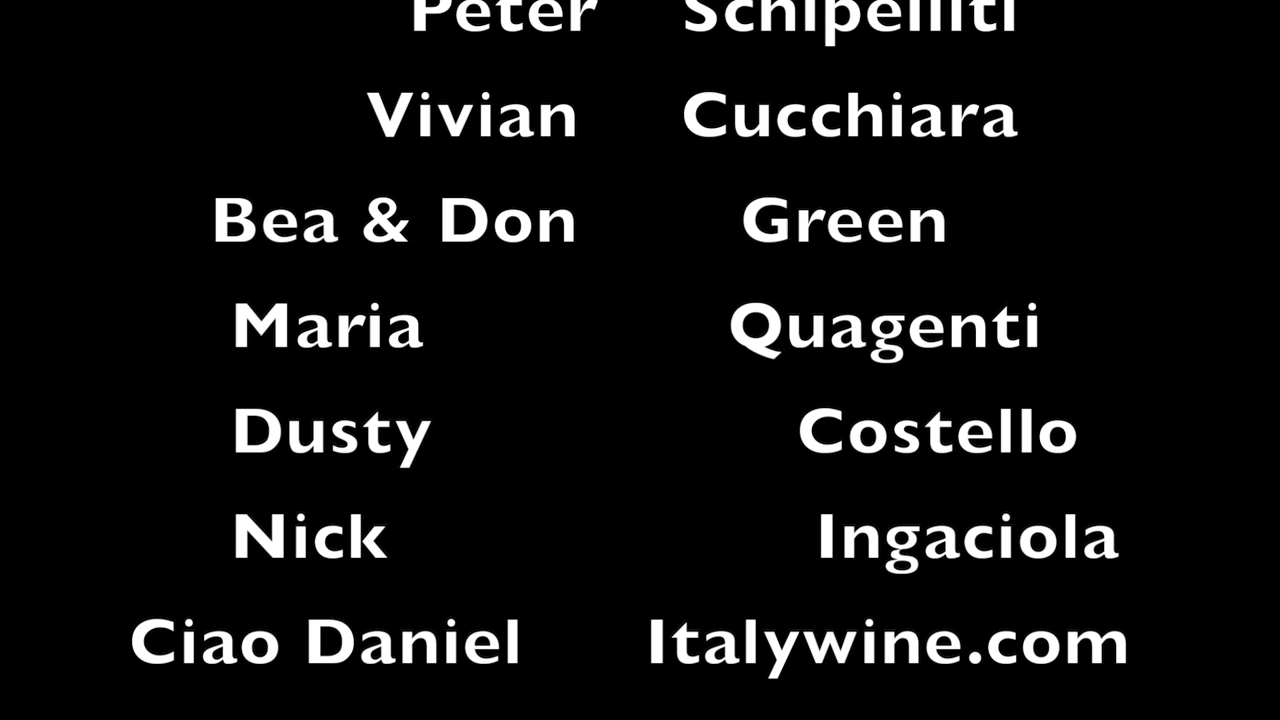 Peter Schipelliti
Vivian Cucchiara
Bea & Don Green
Maria Quagenti
Dusty Costello
Nick Ingaciola
Ciao Daniel Italywine.com